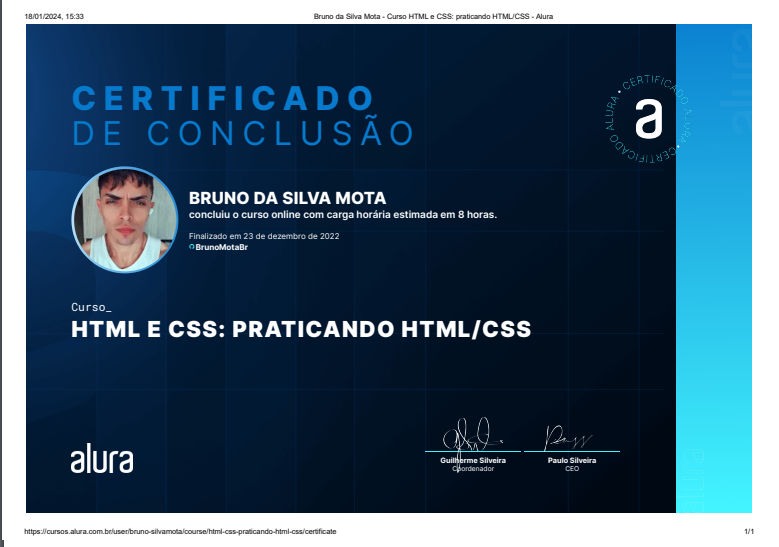 18/01/2024, 15:33
Bruno da Silva Mota - Curso HTML e CSS: praticando HTML/CSS - Alura
CERTIFICADO
DE CONCLUSÃO
• CERTIFICADO ALURA • CERTIFICADO ALURA
a
alura
BRUNO DA SILVA MOTA
concluiu o curso online com carga horária estimada em 8 horas.
Finalizado em 23 de dezembro de 2022
BrunoMotaBr
Curso_
HTML E CSS: PRATICANDO HTML/CSS
alura
Guilherme Silveira
Coordenador
Paulo Silveira
CEO
alura
https://cursos.alura.com.br/user/bruno-silvamota/course/html-css-praticando-html-css/certificate
1/1